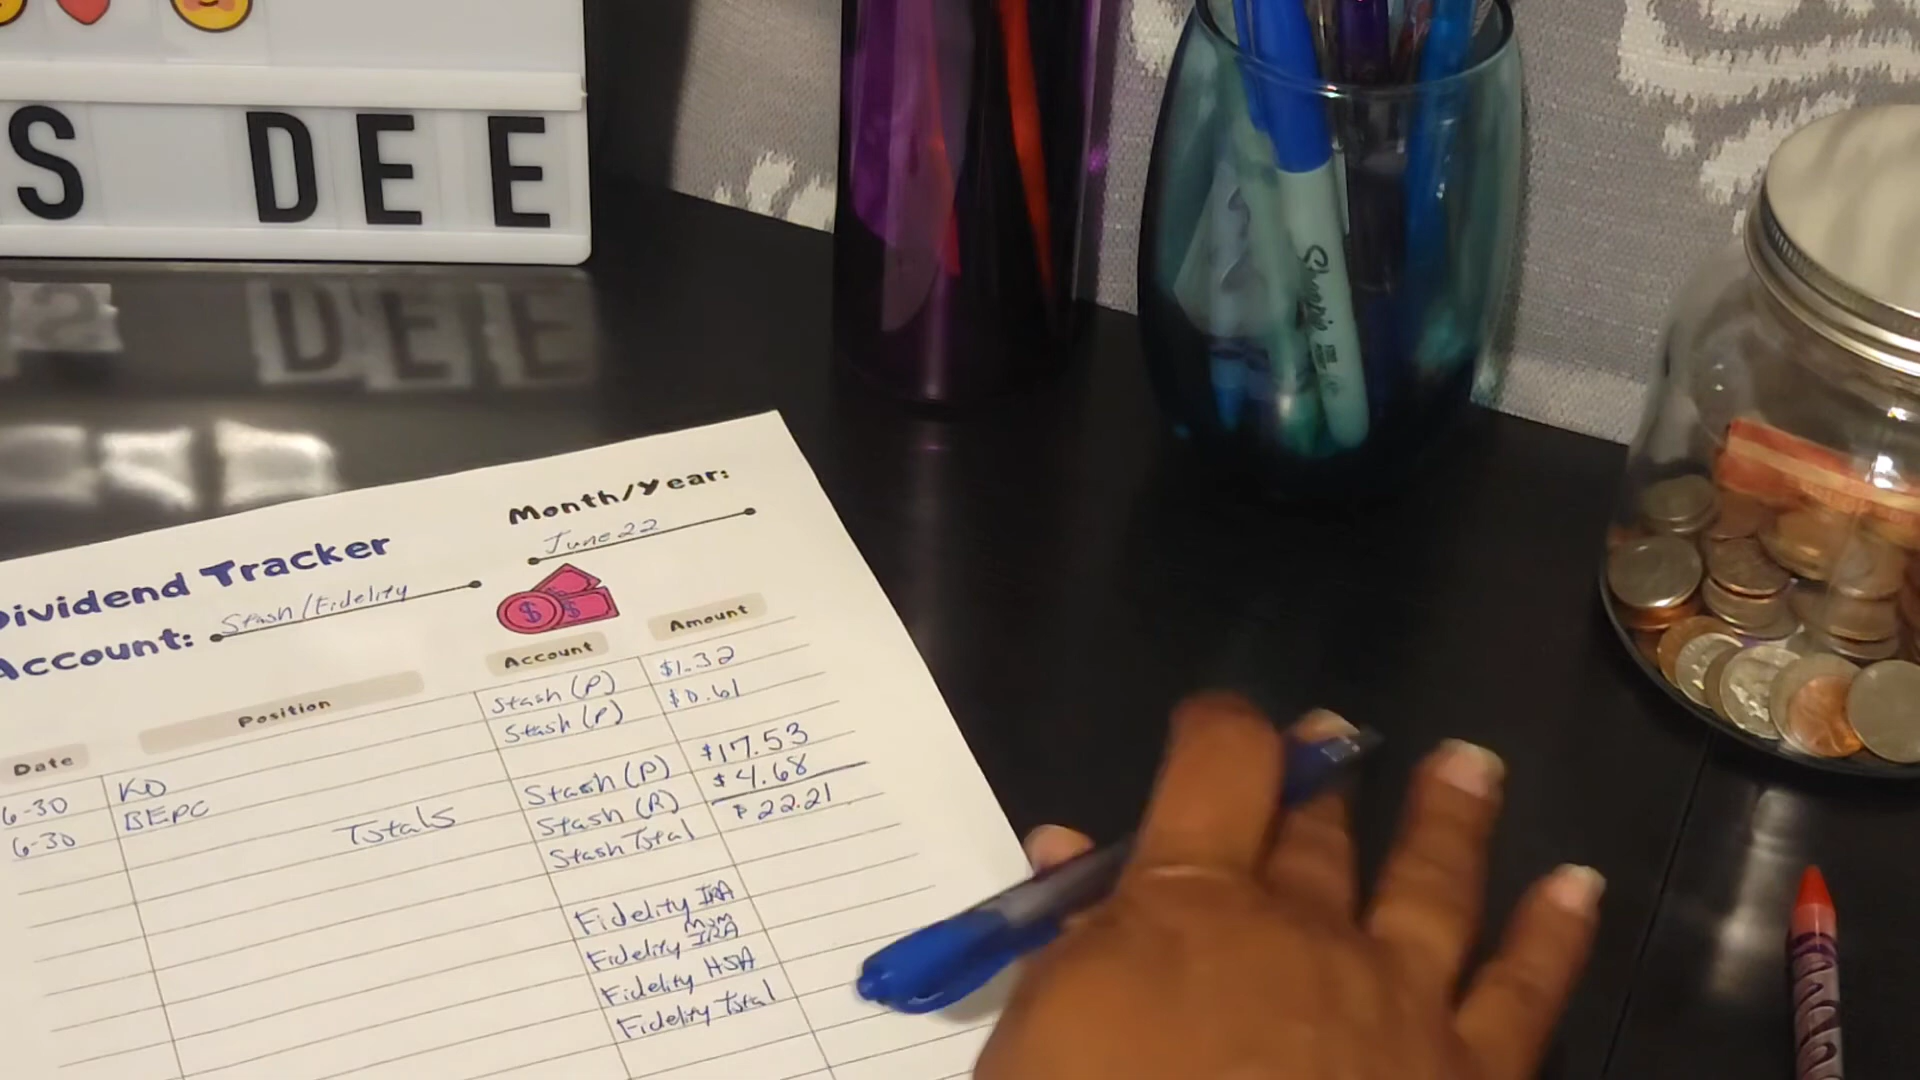 S DEE
Sharpie
Month/Year:
June 22
Dividend Tracker
Account: Stash/Fidelity
Date Position Account Amount
6-30 KO Stash (P) $1.32
6-30 BEPC Stash (P) $0.61
Totals Stash (P) $17.53
Stash (R) $4.68
Stash Total $22.21
Fidelity IRA
Fidelity Mom IRA
Fidelity HSA
Fidelity Total